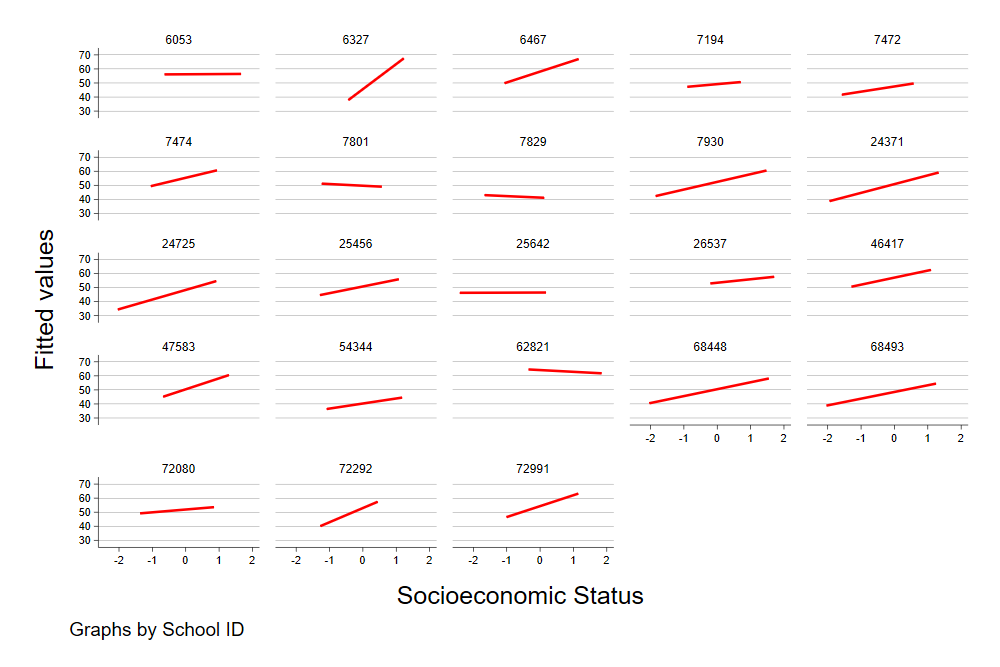 6053 6327 6467 7194 7472
70
60
50
40
30
7474 7801 7829 7930 24371
70
60
50
40
30
24725 25456 25642 26537 46417
70
60
50
40
30
47583 54344 62821 68448 68493
70
60
50
40
30
-2 -1 0 1 2 -2 -1 0 1 2
72080 72292 72991
70
60
50
40
30
-2 -1 0 1 2 -2 -1 0 1 2 -2 -1 0 1 2
Fitted values
Socioeconomic Status
Graphs by School ID